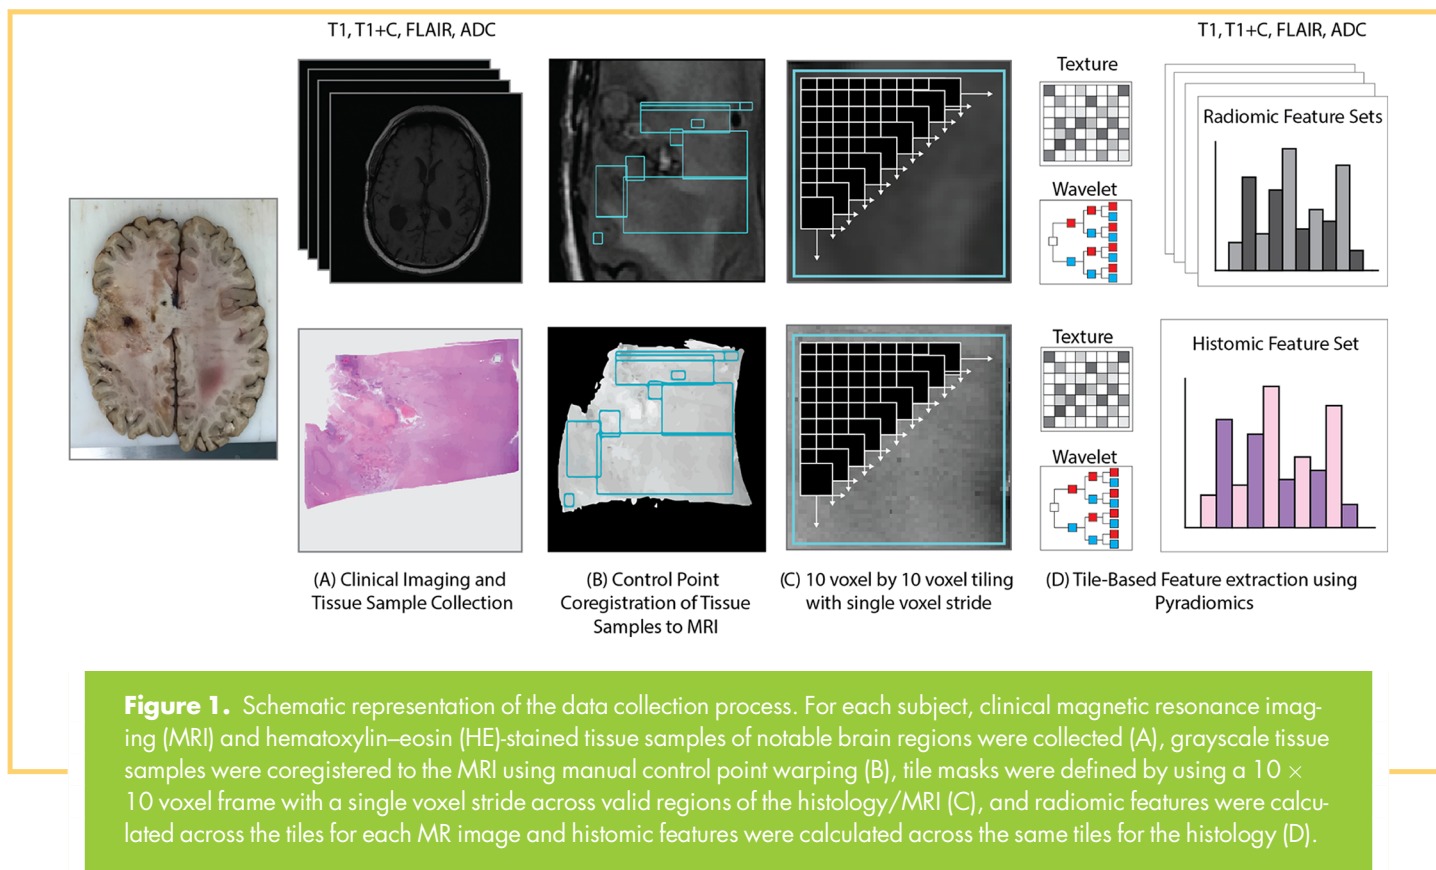 T1, T1+C, FLAIR, ADC
T1, T1+C, FLAIR, ADC
Texture
Radiomic Feature Sets
Wavelet
Texture
Histomic Feature Set
Wavelet
(A) Clinical Imaging and
Tissue Sample Collection
(B) Control Point
Coregistration of Tissue
Samples to MRI
(C) 10 voxel by 10 voxel tiling
with single voxel stride
(D) Tile-Based Feature extraction using
Pyradiomics
Figure 1. Schematic representation of the data collection process. For each subject, clinical magnetic resonance imag-
ing (MRI) and hematoxylin–eosin (HE)-stained tissue samples of notable brain regions were collected (A), grayscale tissue
samples were coregistered to the MRI using manual control point warping (B), tile masks were defined by using a 10 ×
10 voxel frame with a single voxel stride across valid regions of the histology/MRI (C), and radiomic features were calcu-
lated across the tiles for each MR image and histomic features were calculated across the same tiles for the histology (D).